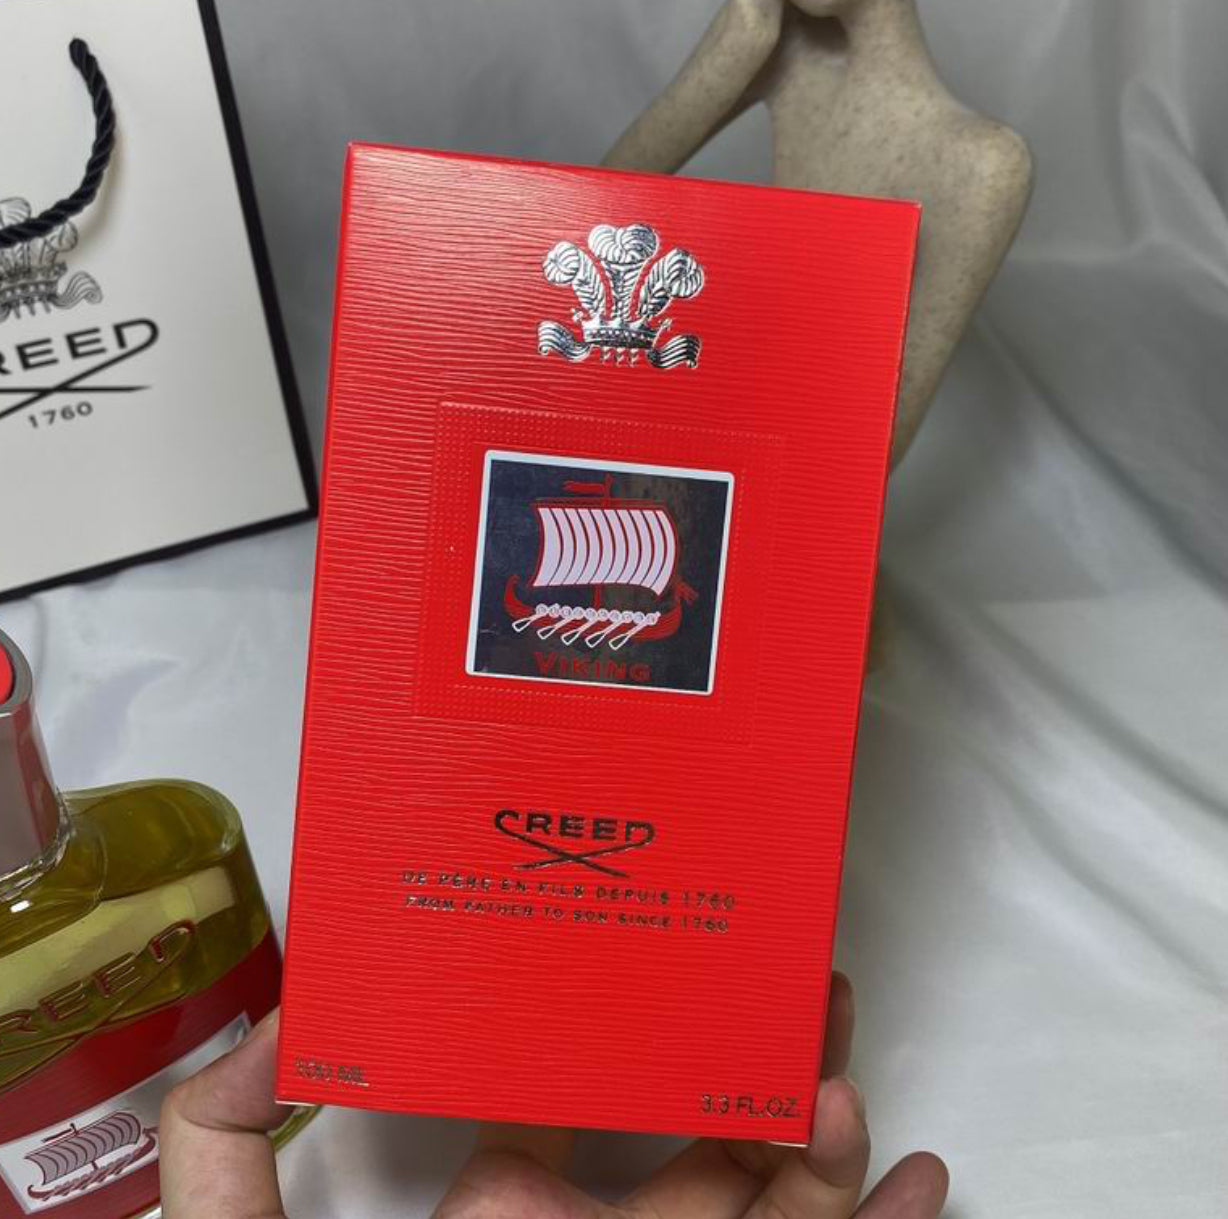 CREED
1760
VIKING
CREED
DE PÈRE EN FILS DEPUIS 1760
FROM FATHER TO SON SINCE 1760
100 ML
3.3 FL.OZ.
CREED